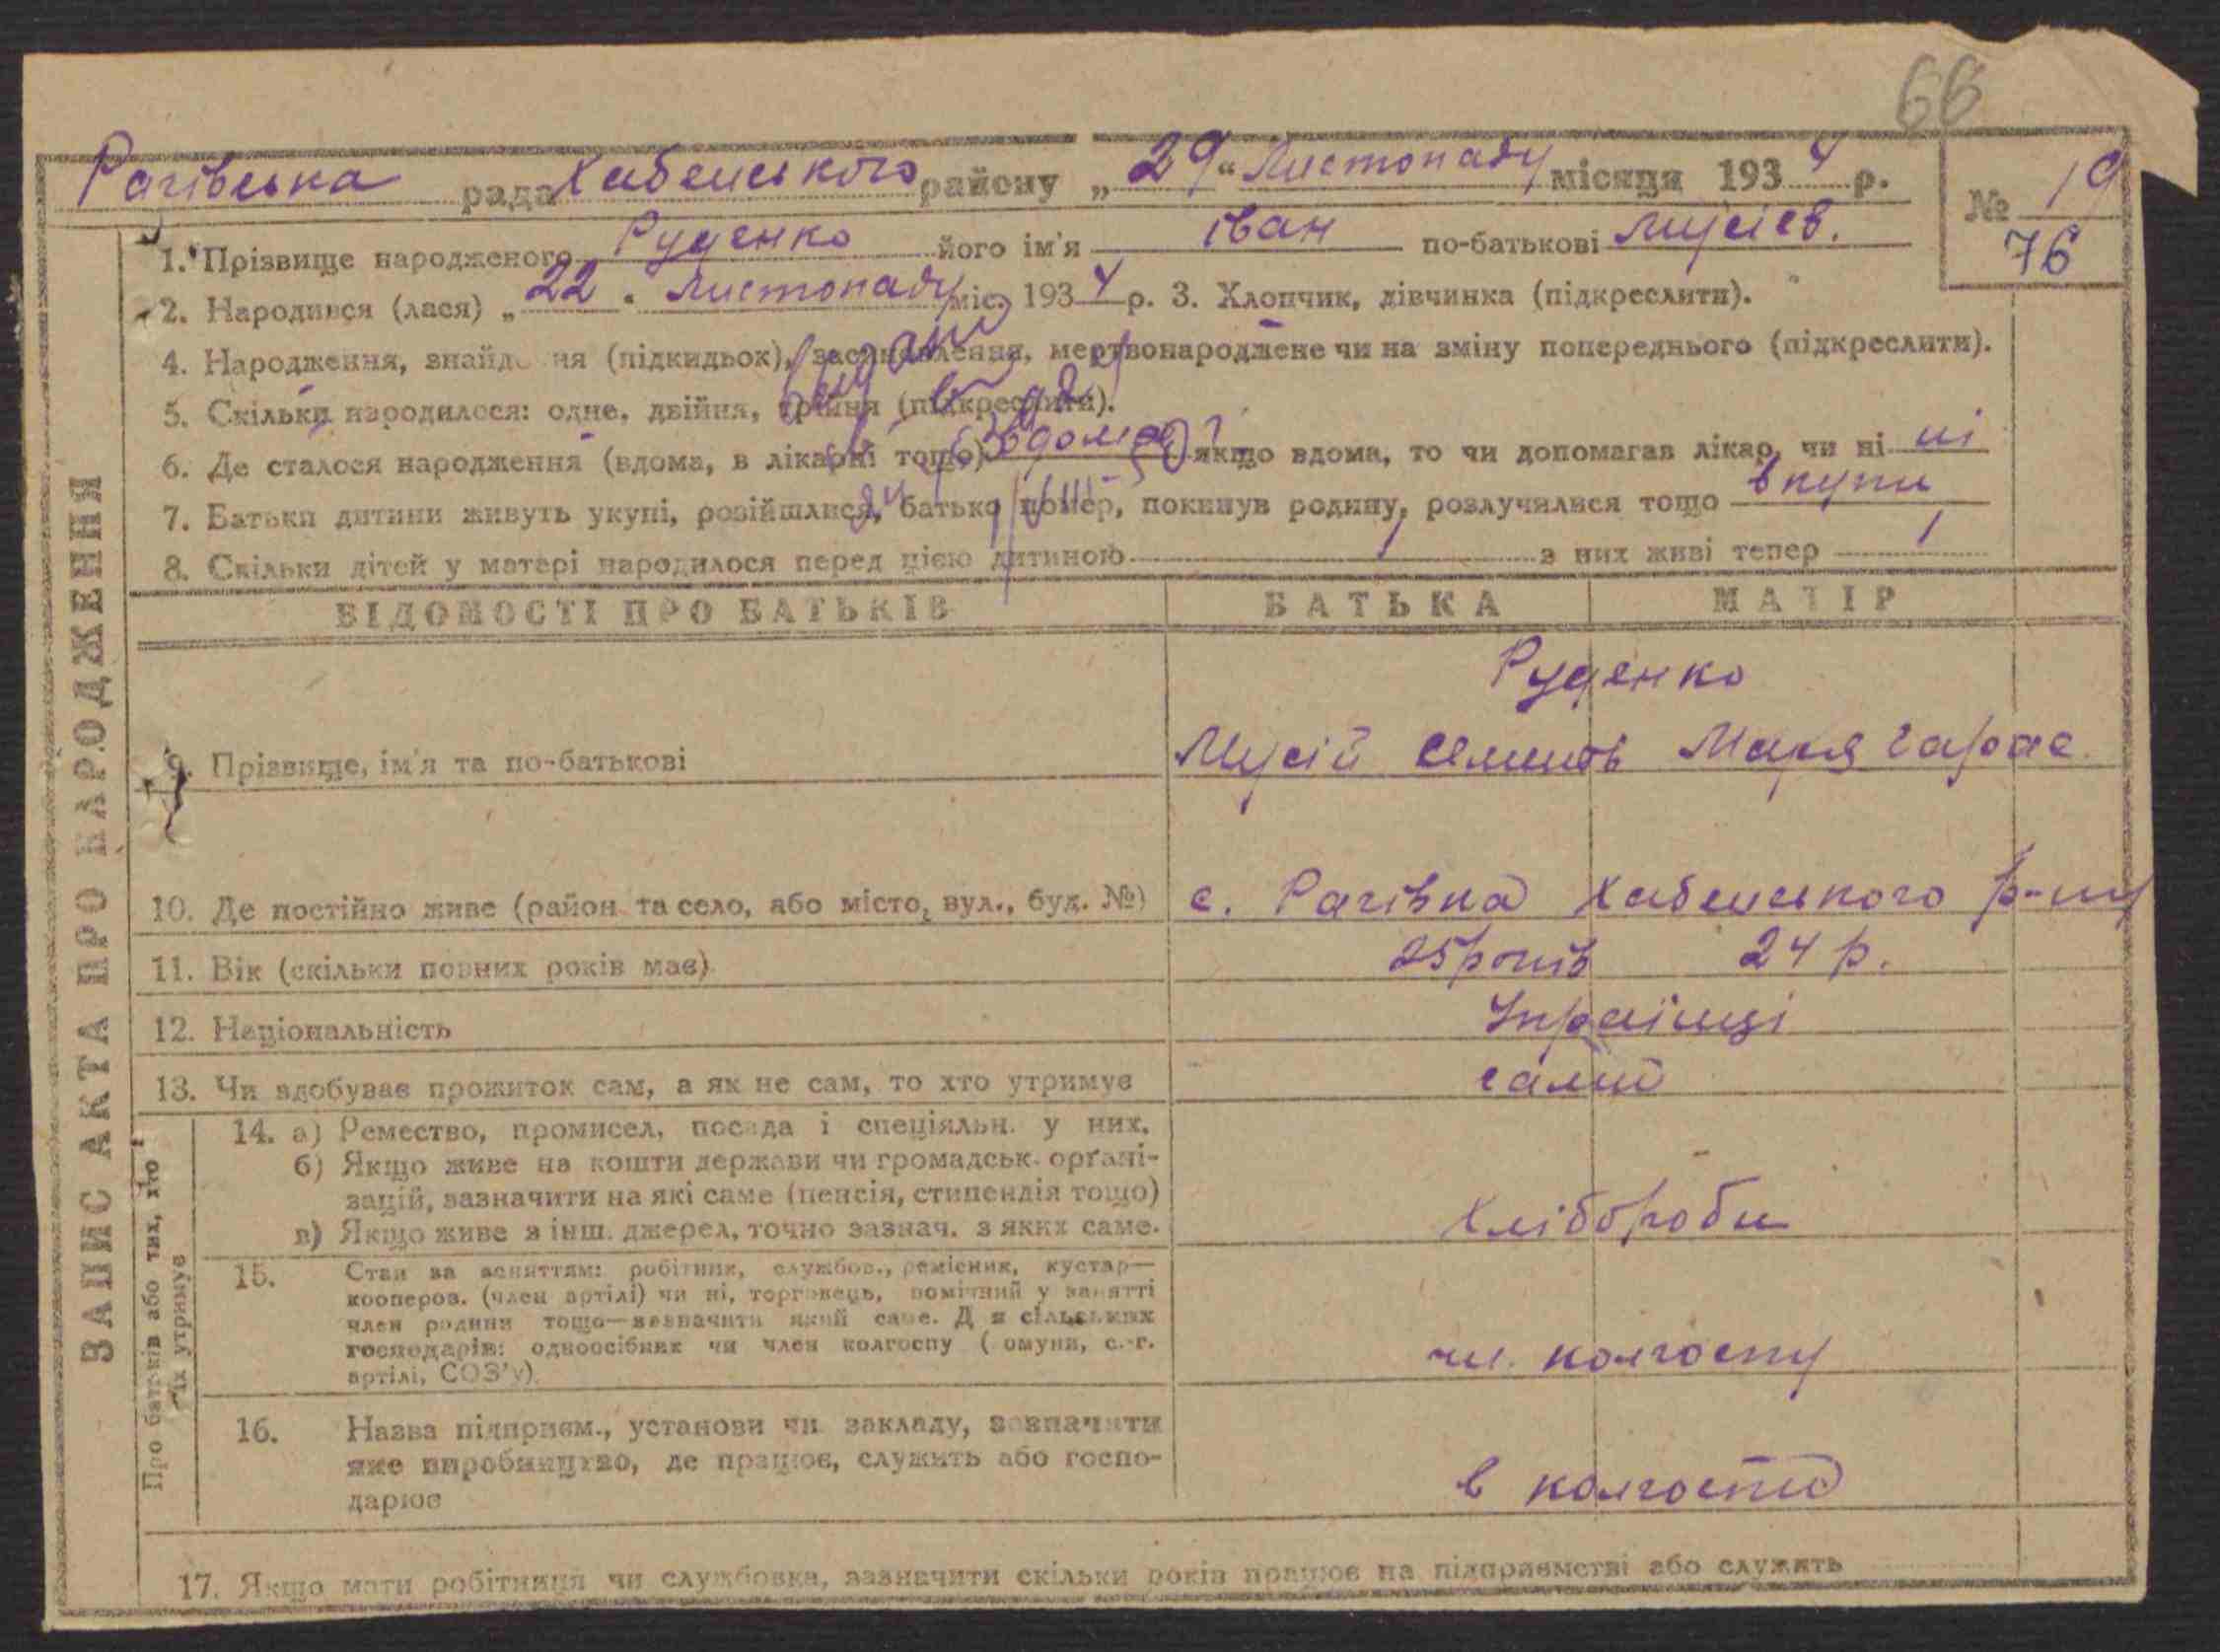 66
Рагівська рада Хабенського району „29“ Листопаду місяця 1934 р.
№ 19
76
1. Прізвище народженого Руденко його ім'я іван по-батькові мусієв.
2. Народився (лася) „22“ листопаду міс. 1934 р. 3. Хлопчик, дівчинка (підкреслити).
4. Народження, знайде ня (підкидьок), засиновлення, мертвонароджене чи на зміну попереднього (підкреслити).
5. Скільки народилося: одне, двійня, трійня (підкреслити).
6. Де сталося народження (вдома, в лікарні тощо) вдома якщо вдома, то чи допомагав лікар, чи ні ні
7. Батьки дитини живуть укупі, розійшлися, батько помер, покинув родину, розлучилися тощо вкупи
8. Скільки дітей у матері народилося перед цією дитиною 1 з них живі тепер 1
ЗАПИС АКТА ПРО НАРОДЖЕННЯ
ВІДОМОСТІ ПРО БАТЬКІВ БАТЬКА МАТІР
Руденко
9. Прізвище, ім'я та по-батькові Мусій Марія
10. Де постійно живе (район та село, або місто, вул., буд. №) с. Рагівка Хабенського р-ну
11. Вік (скільки повних років має) 25 років 24 р.
12. Національність Українці
13. Чи здобуває прожиток сам, а як не сам, то хто утримує самі
Про батьків або тих, хто їх утримує
14. а) Ремество, промисел, посада і спеціяльн. у них.
б) Якщо живе на кошти держави чи громадськ. орґані-
зацій, зазначити на які саме (пенсія, стипендія тощо)
в) Якщо живе з інш. джерел, точно зазнач. з яких саме. Хлібороби
15. Стан за заняттям: робітник, службов., ремісник, кустар—
коопероз. (член артілі) чи ні, торговець, помічний у занятті
член родини тощо—зазначити який саме. Д я сільських
господарів: одноосібник чи член колгоспу ( омуни, с.-г.
артілі, СОЗ'у) чл. колгоспу
16. Назва підприєм., установи чи закладу, зазначити
яке виробництво, де працює, служить або госпо-
дарює в колгоспі
17. Якщо мати робітниця чи службовка, зазначити скільки років працює на підприємстві або служить